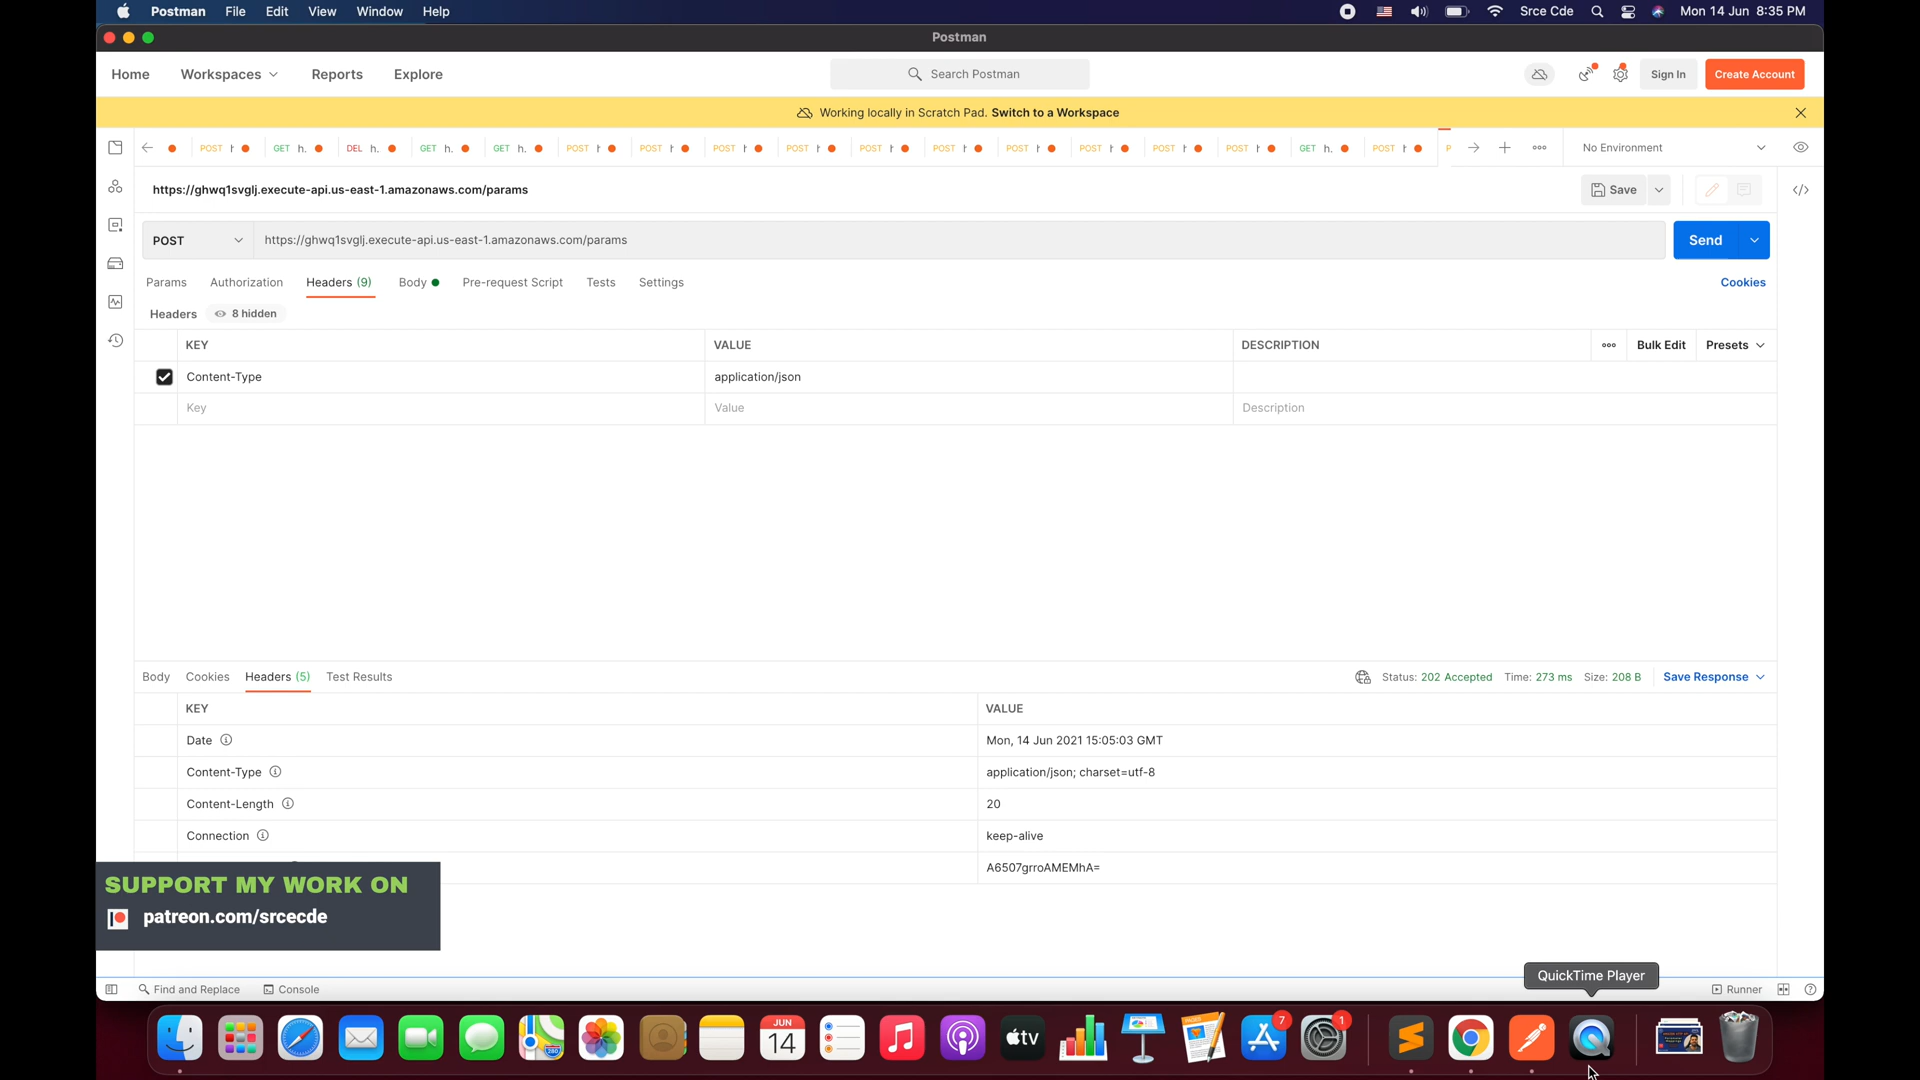 Postman File Edit View Window Help Srce Cde Mon 14 Jun 8:35 PM
Postman
Home Workspaces Reports Explore Search Postman Sign In Create Account
Working locally in Scratch Pad. Switch to a Workspace
POST GET h. DEL h. GET h. GET h. POST POST POST POST POST POST POST POST POST POST GET h. POST No Environment
https://ghwq1svglj.execute-api.us-east-1.amazonaws.com/params Save
POST https://ghwq1svglj.execute-api.us-east-1.amazonaws.com/params Send
Params Authorization Headers (9) Body Pre-request Script Tests Settings Cookies
Headers 8 hidden
KEY VALUE DESCRIPTION Bulk Edit Presets
Content-Type application/json
Key Value Description
Body Cookies Headers (5) Test Results Status: 202 Accepted Time: 273 ms Size: 208 B Save Response
KEY VALUE
Date Mon, 14 Jun 2021 15:05:03 GMT
Content-Type application/json; charset=utf-8
Content-Length 20
Connection keep-alive
A6507grroAMEMhA=
SUPPORT MY WORK ON
patreon.com/srcecde
QuickTime Player
Find and Replace Console Runner
JUN
14
tv
7
1